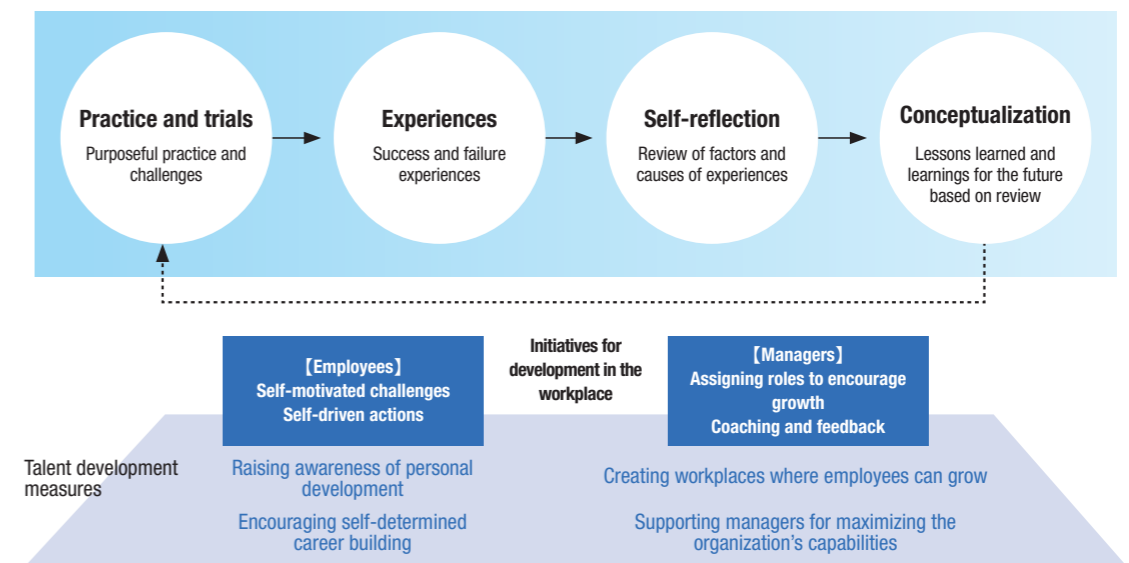 Practice and trials
Purposeful practice and
challenges
Experiences
Success and failure
experiences
Self-reflection
Review of factors and
causes of experiences
Conceptualization
Lessons learned and
learnings for the future
based on review
【Employees】
Self-motivated challenges
Self-driven actions
Initiatives for
development in the
workplace
【Managers】
Assigning roles to encourage
growth
Coaching and feedback
Talent development
measures
Raising awareness of personal
development
Encouraging self-determined
career building
Creating workplaces where employees can grow
Supporting managers for maximizing the
organization’s capabilities